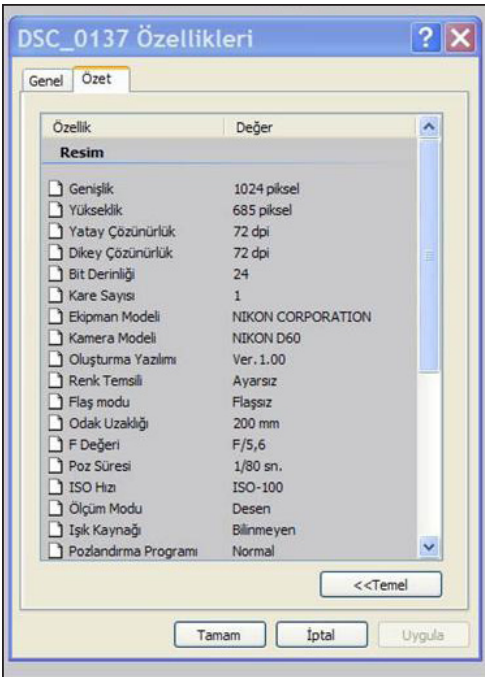 DSC_0137 Özellikleri
Genel Özet
Özellik Değer
Resim
Genişlik 1024 piksel
Yükseklik 685 piksel
Yatay Çözünürlük 72 dpi
Dikey Çözünürlük 72 dpi
Bit Derinliği 24
Kare Sayısı 1
Ekipman Modeli NIKON CORPORATION
Kamera Modeli NIKON D60
Oluşturma Yazılımı Ver.1.00
Renk Temsili Ayarsız
Flaş modu Flaşsız
Odak Uzaklığı 200 mm
F Değeri F/5,6
Poz Süresi 1/80 sn.
ISO Hızı ISO-100
Ölçüm Modu Desen
Işık Kaynağı Bilinmeyen
Pozlandırma Programı Normal
<<Temel
Tamam İptal Uygula